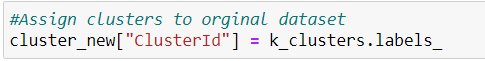 #Assign clusters to orginal dataset
cluster_new["ClusterId"] = k_clusters.labels_